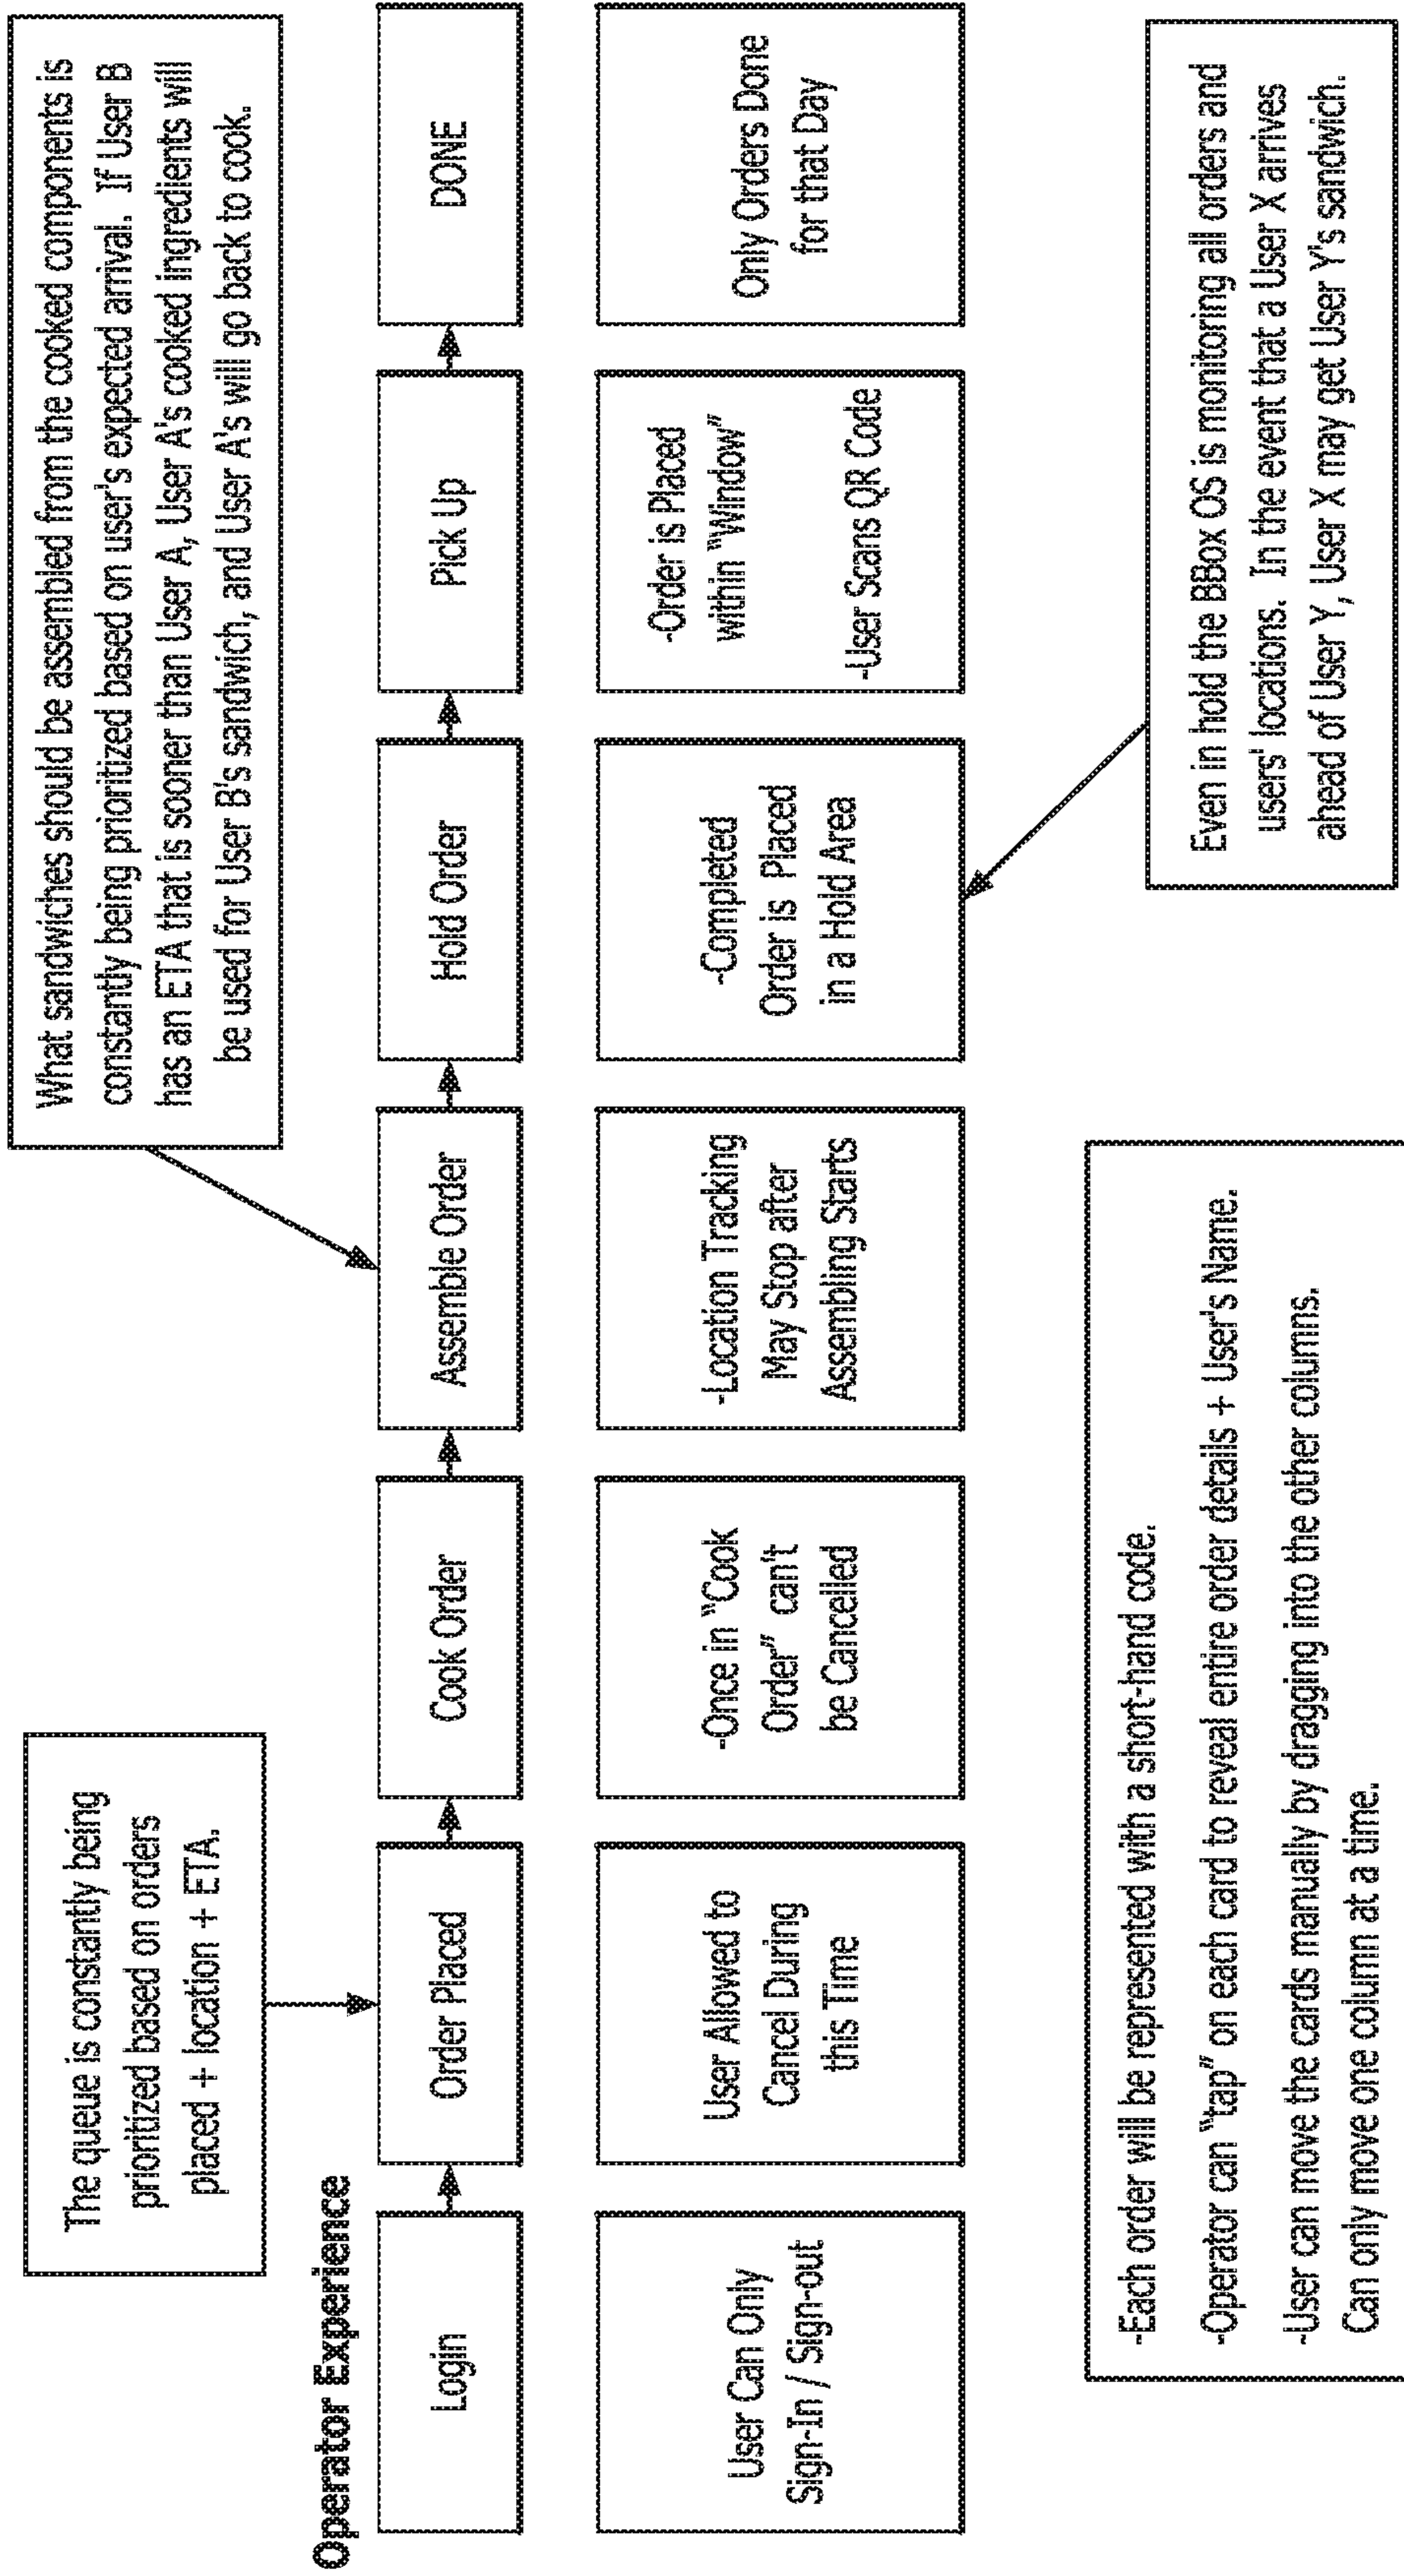 What sandwiches should be assembled from the cooked components is
constantly being prioritized based on user's expected arrival. If User B
has an ETA that is sooner than User A, User A's cooked ingredients will
be used for User B's sandwich, and User A's will go back to cook.
The queue is constantly being
prioritized based on orders
placed + location + ETA.
Operator Experience
Login
Order Placed
Cook Order
Assemble Order
Hold Order
Pick Up
DONE
User Can Only
Sign-In / Sign-out
User Allowed to
Cancel During
this Time
-Once in "Cook
Order" can't
be Cancelled
-Location Tracking
May Stop after
Assembling Starts
-Completed
Order is Placed
in a Hold Area
-Order is Placed
within "Window"
-User Scans QR Code
Only Orders Done
for that Day
-Each order will be represented with a short-hand code.
-Operator can "tap" on each card to reveal entire order details + User's Name.
-User can move the cards manually by dragging into the other columns.
Can only move one column at a time.
Even in hold the BBox OS is monitoring all orders and
users' locations. In the event that a User X arrives
ahead of User Y, User X may get User Y's sandwich.